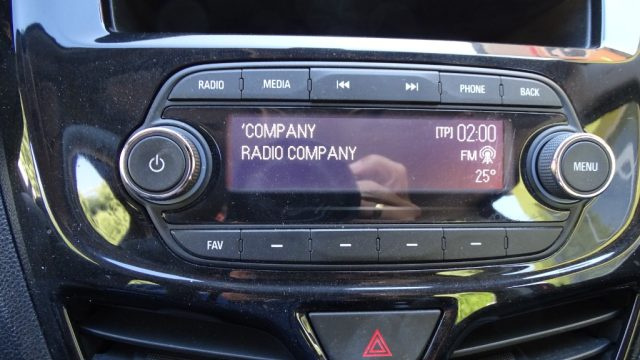 RADIO MEDIA PHONE BACK
'COMPANY [TP] 02:00
RADIO COMPANY FM
25°
MENU
FAV